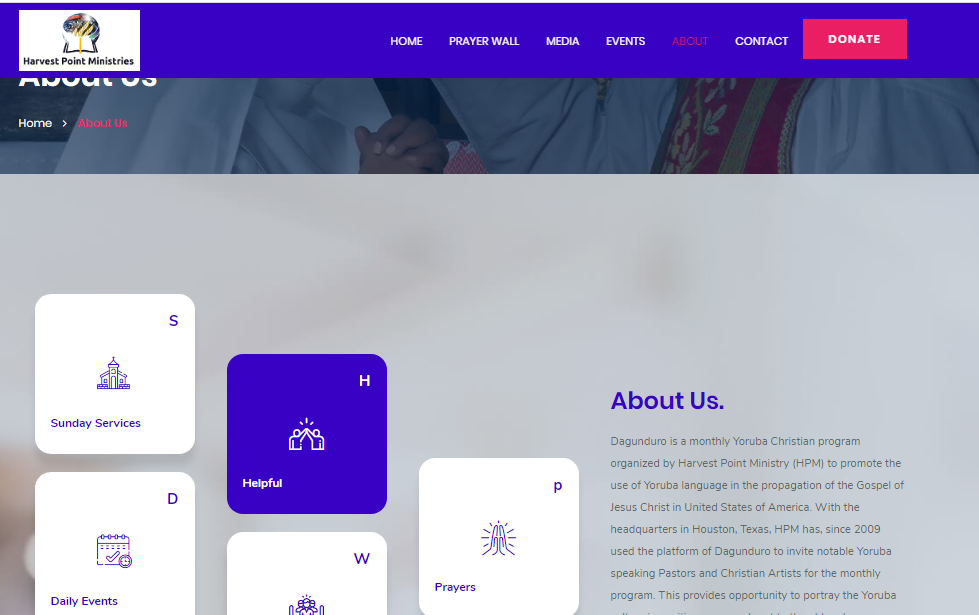 Harvest Point Ministries
HOME
PRAYER WALL
MEDIA
EVENTS
ABOUT
CONTACT
DONATE
About Us
Home > About Us
S
Sunday Services
H
Helpful
D
Daily Events
W
p
Prayers
About Us.
Dagunduro is a monthly Yoruba Christian program
organized by Harvest Point Ministry (HPM) to promote the
use of Yoruba language in the propagation of the Gospel of
Jesus Christ in United States of America. With the
headquarters in Houston, Texas, HPM has, since 2009
used the platform of Dagunduro to invite notable Yoruba
speaking Pastors and Christian Artists for the monthly
program. This provides opportunity to portray the Yoruba